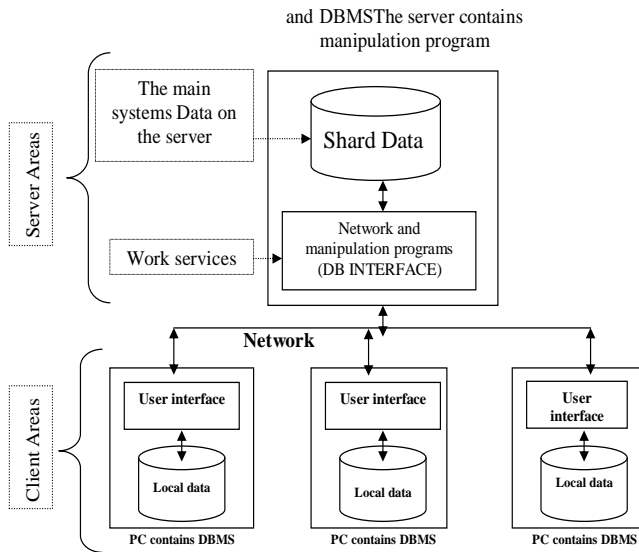 and DBMSThe server contains
manipulation program
The main
systems Data on
the server
Shard Data
Server Areas
Network and
manipulation programs
(DB INTERFACE)
Work services
Network
Client Areas
User interface
Local data
PC contains DBMS
User interface
Local data
PC contains DBMS
User
interface
Local data
PC contains DBMS